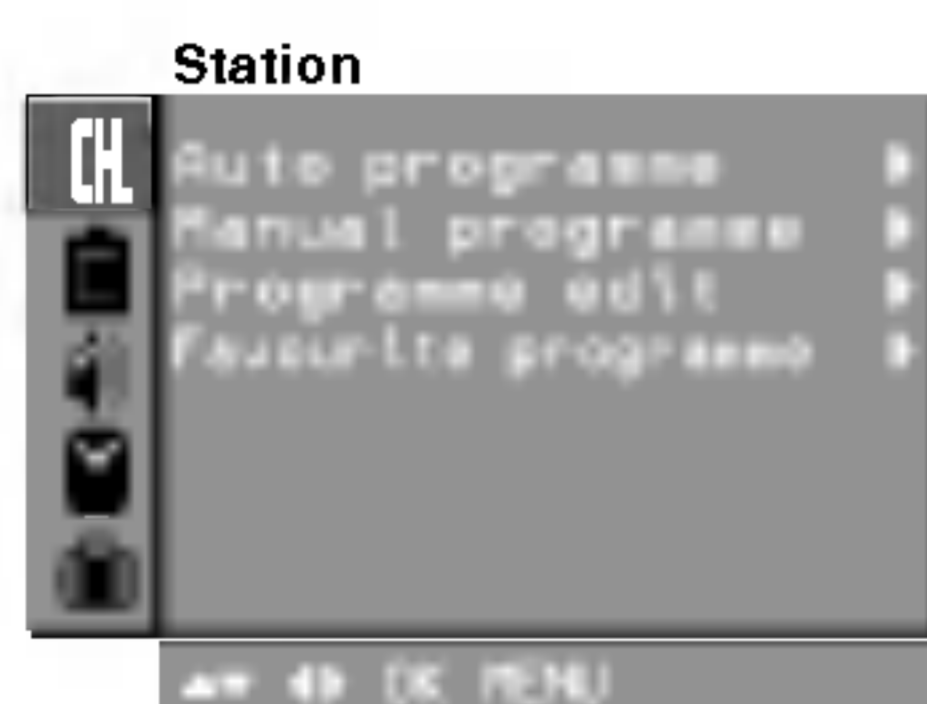 Station
CH
Auto programme
Manual programme
Programme edit
Favourite programme
▲▼ ◀▶ OK MENU